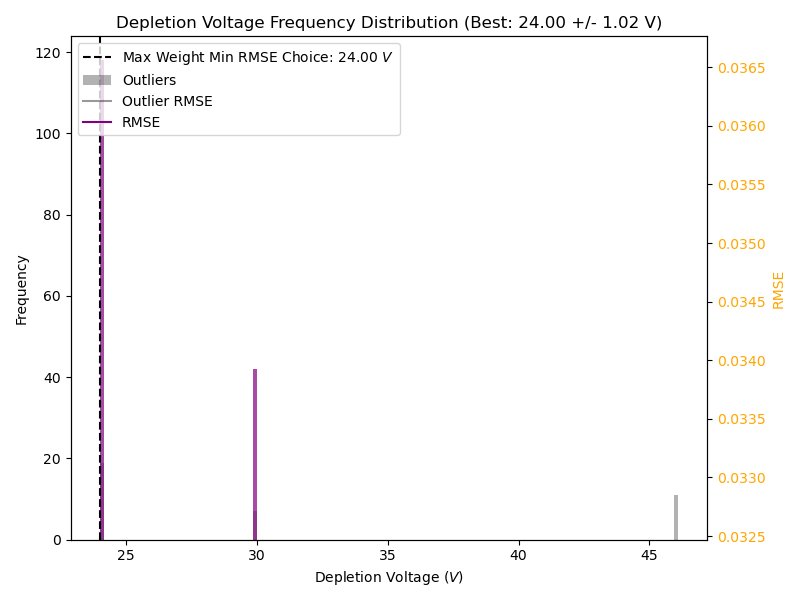 Depletion Voltage Frequency Distribution (Best: 24.00 +/- 1.02 V)
Max Weight Min RMSE Choice: 24.00 V
Outliers
Outlier RMSE
RMSE
120
100
80
60
40
20
0
Frequency
25
30
35
40
45
Depletion Voltage (V)
0.0365
0.0360
0.0355
0.0350
0.0345
0.0340
0.0335
0.0330
0.0325
RMSE